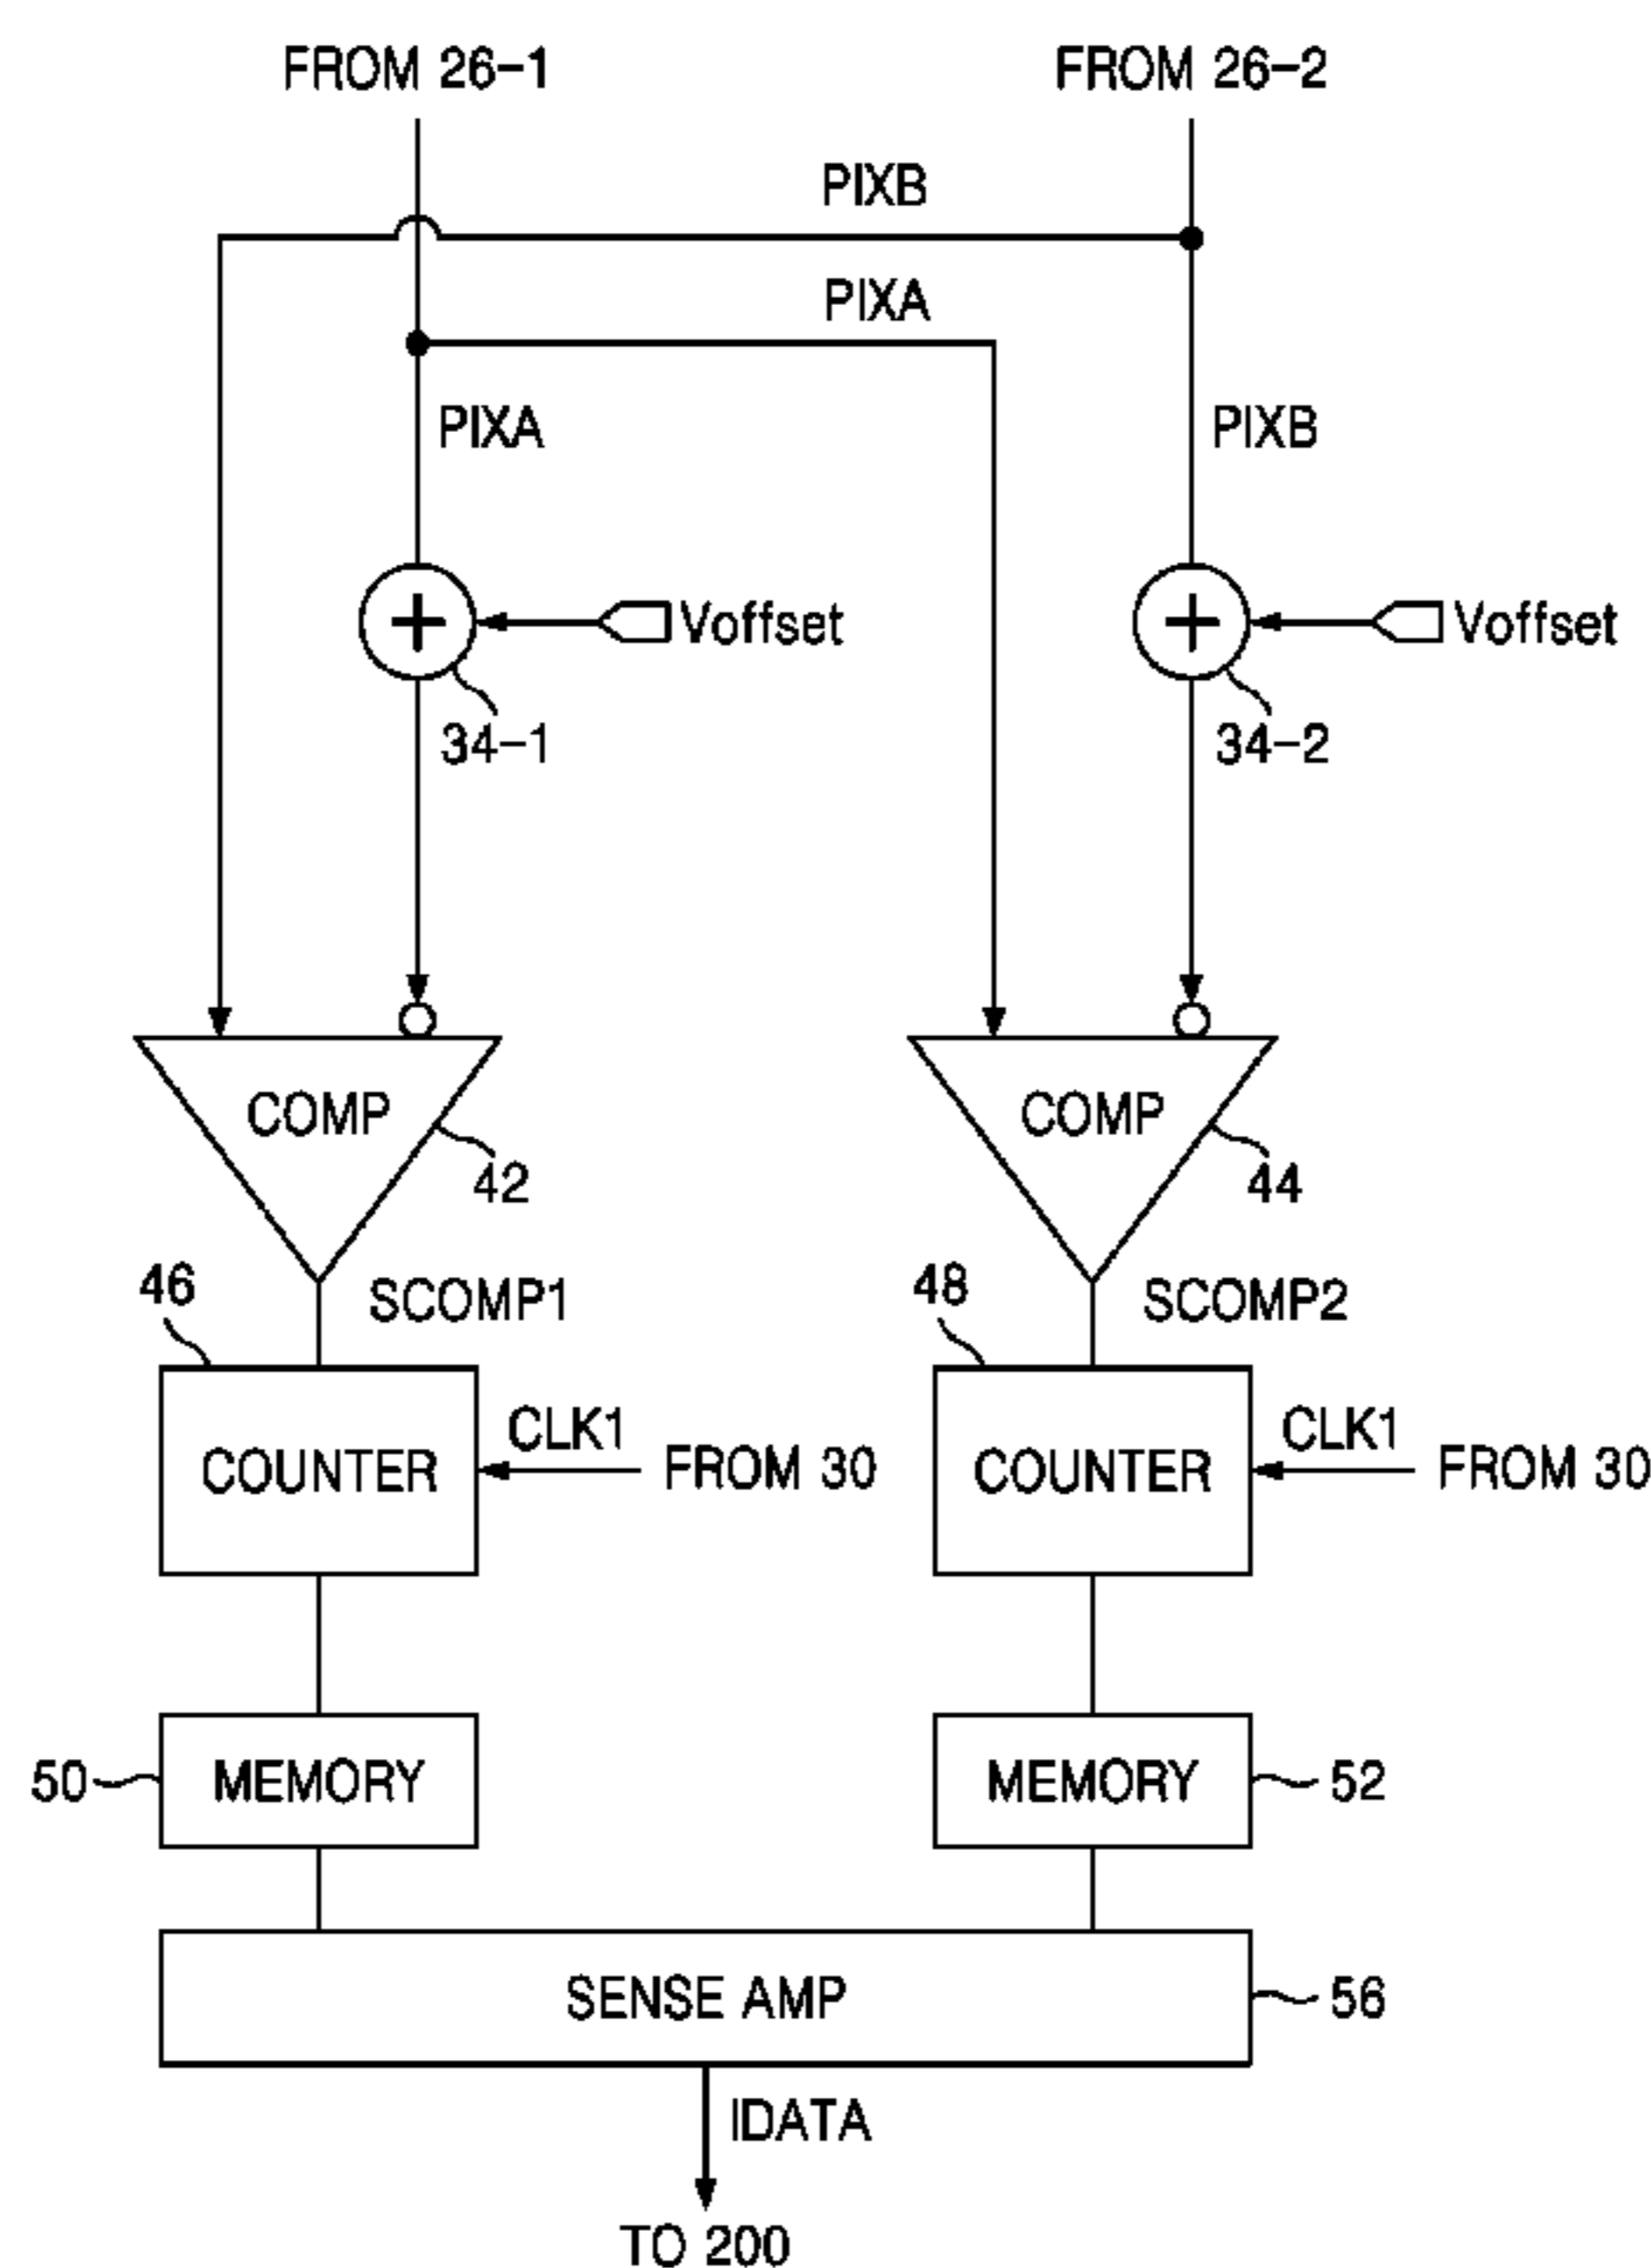 FROM 26-1
FROM 26-2
PIXB
PIXA
PIXA
PIXB
Voffset
Voffset
34-1
34-2
COMP
COMP
42
44
46
SCOMP1
48
SCOMP2
CLK1
CLK1
COUNTER
FROM 30
COUNTER
FROM 30
50
MEMORY
MEMORY
52
SENSE AMP
56
IDATA
TO 200